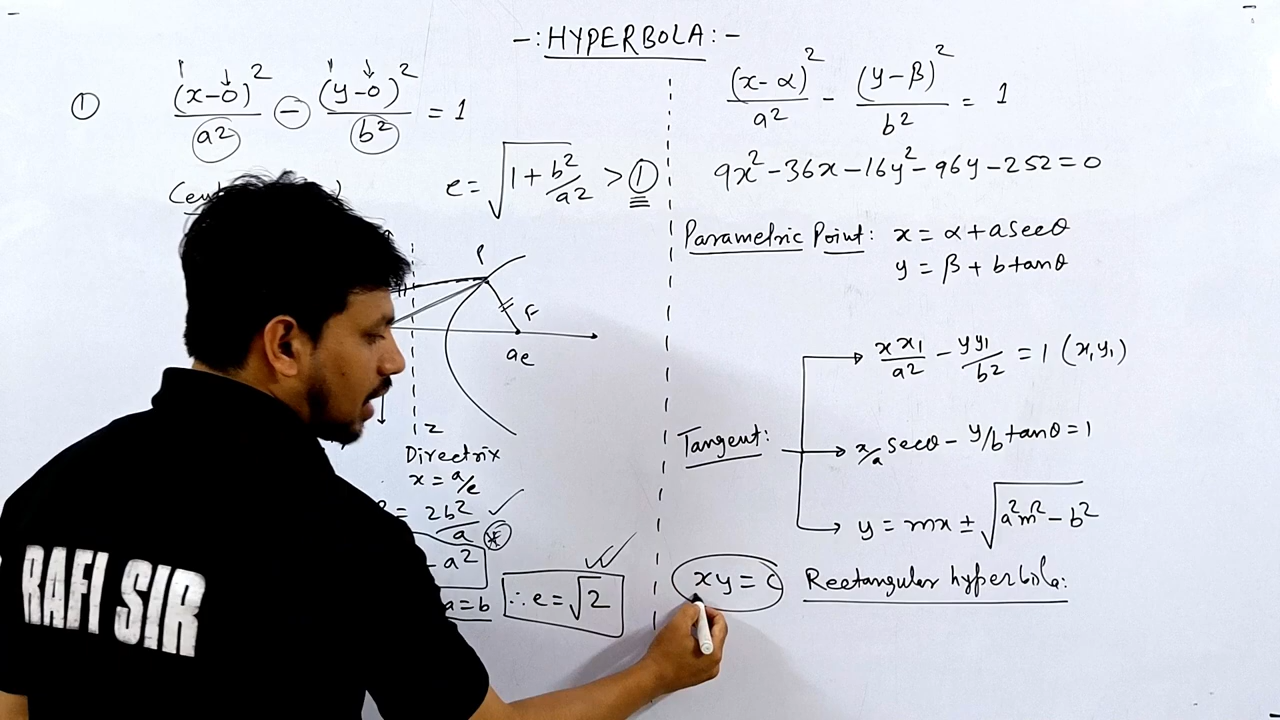 -: HYPERBOLA :-
① (x-0)²/a² - (y-0)²/b² = 1
e = √(1 + b²/a²) > ①
P
F
ae
z
Directrix
x = a/e
= 2b²/a ✓
- a²
a = b ∴ e = √2
(x-α)²/a² - (y-β)²/b² = 1
9x² - 36x - 16y² - 96y - 252 = 0
Parametric Point: x = α + a secθ
y = β + b tanθ
Tangent:
x x₁/a² - y y₁/b² = 1 (x₁y₁)
x/a secθ - y/b tanθ = 1
y = mx ± √(a²m² - b²)
xy = c Rectangular hyperbola:
RAFI SIR